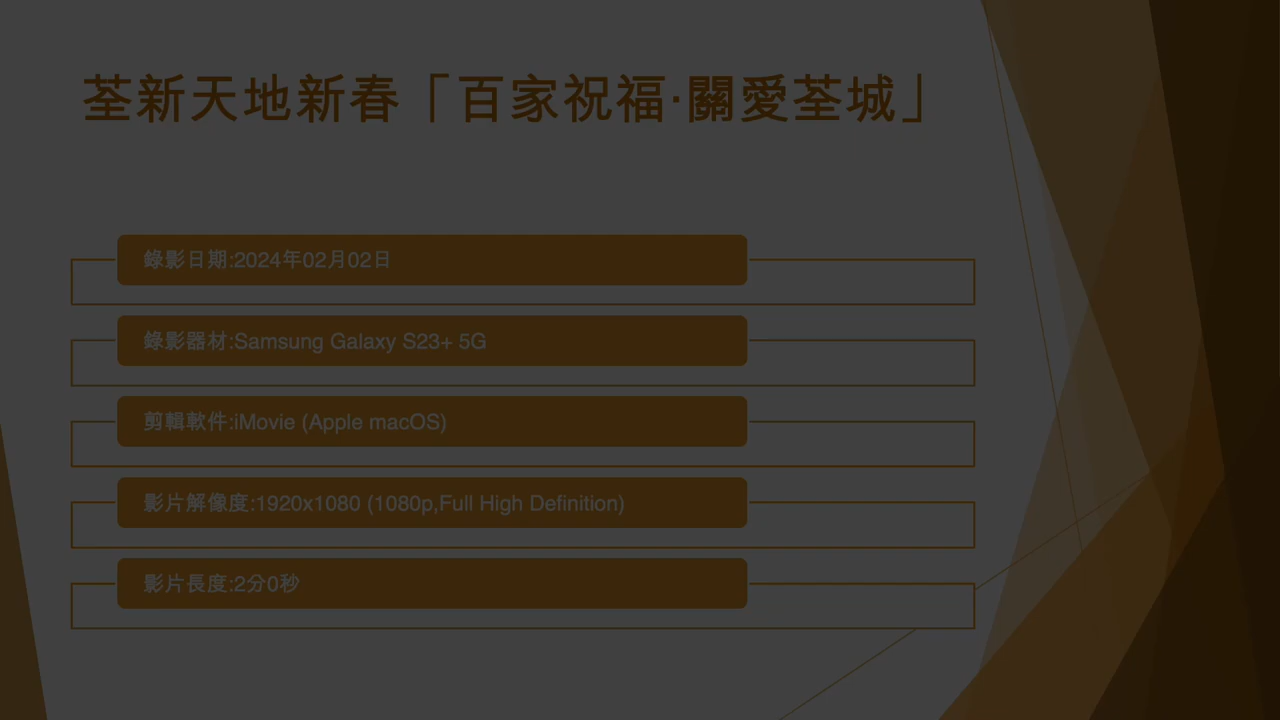 荃新天地新春「百家祝福·關愛荃城」
錄影日期:2024年02月02日
錄影器材:Samsung Galaxy S23+ 5G
剪輯軟件:iMovie (Apple macOS)
影片解像度:1920x1080 (1080p,Full High Definition)
影片長度:2分0秒